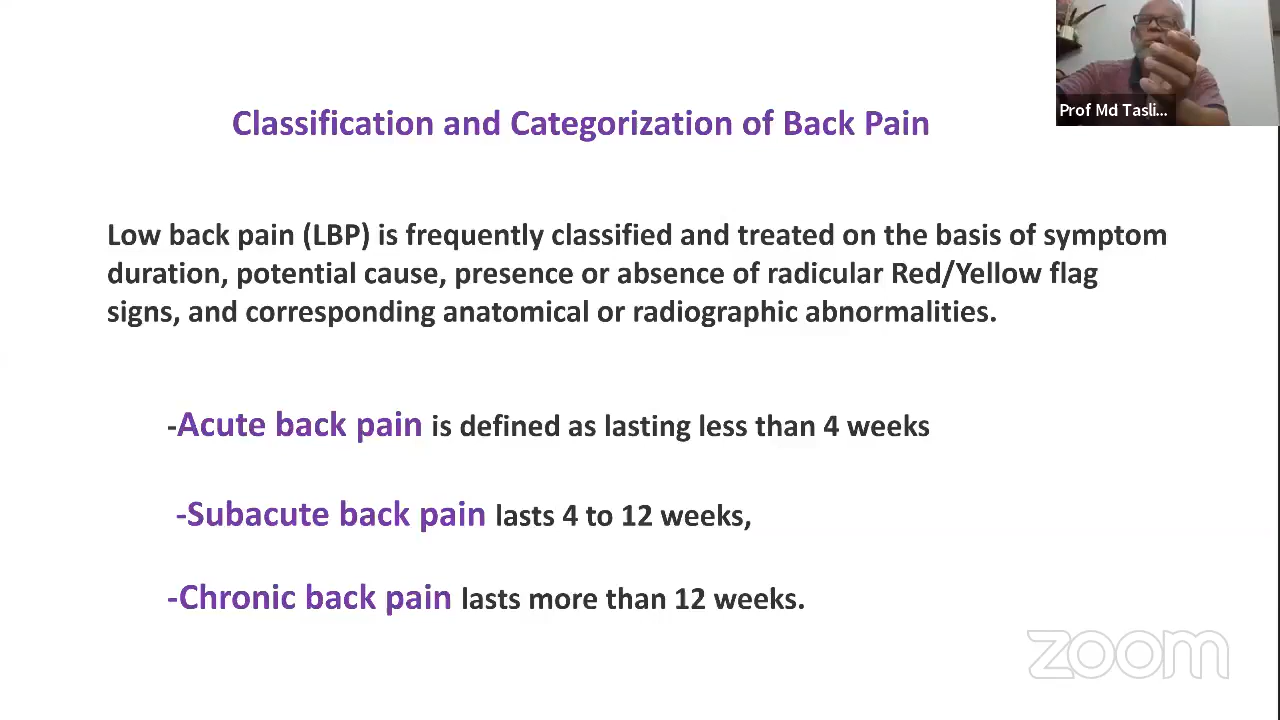 Prof Md Tasli...
Classification and Categorization of Back Pain
Low back pain (LBP) is frequently classified and treated on the basis of symptom
duration, potential cause, presence or absence of radicular Red/Yellow flag
signs, and corresponding anatomical or radiographic abnormalities.
-Acute back pain is defined as lasting less than 4 weeks
-Subacute back pain lasts 4 to 12 weeks,
-Chronic back pain lasts more than 12 weeks.
zoom